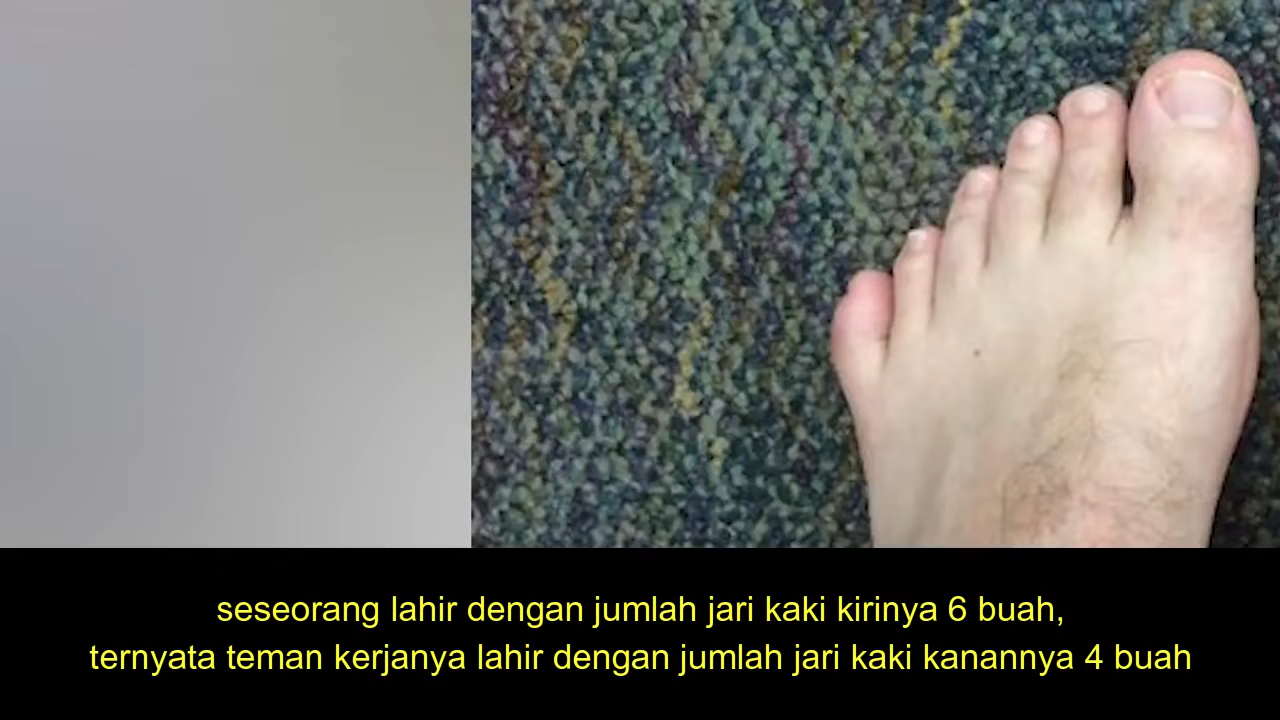 seseorang lahir dengan jumlah jari kaki kirinya 6 buah,
ternyata teman kerjanya lahir dengan jumlah jari kaki kanannya 4 buah